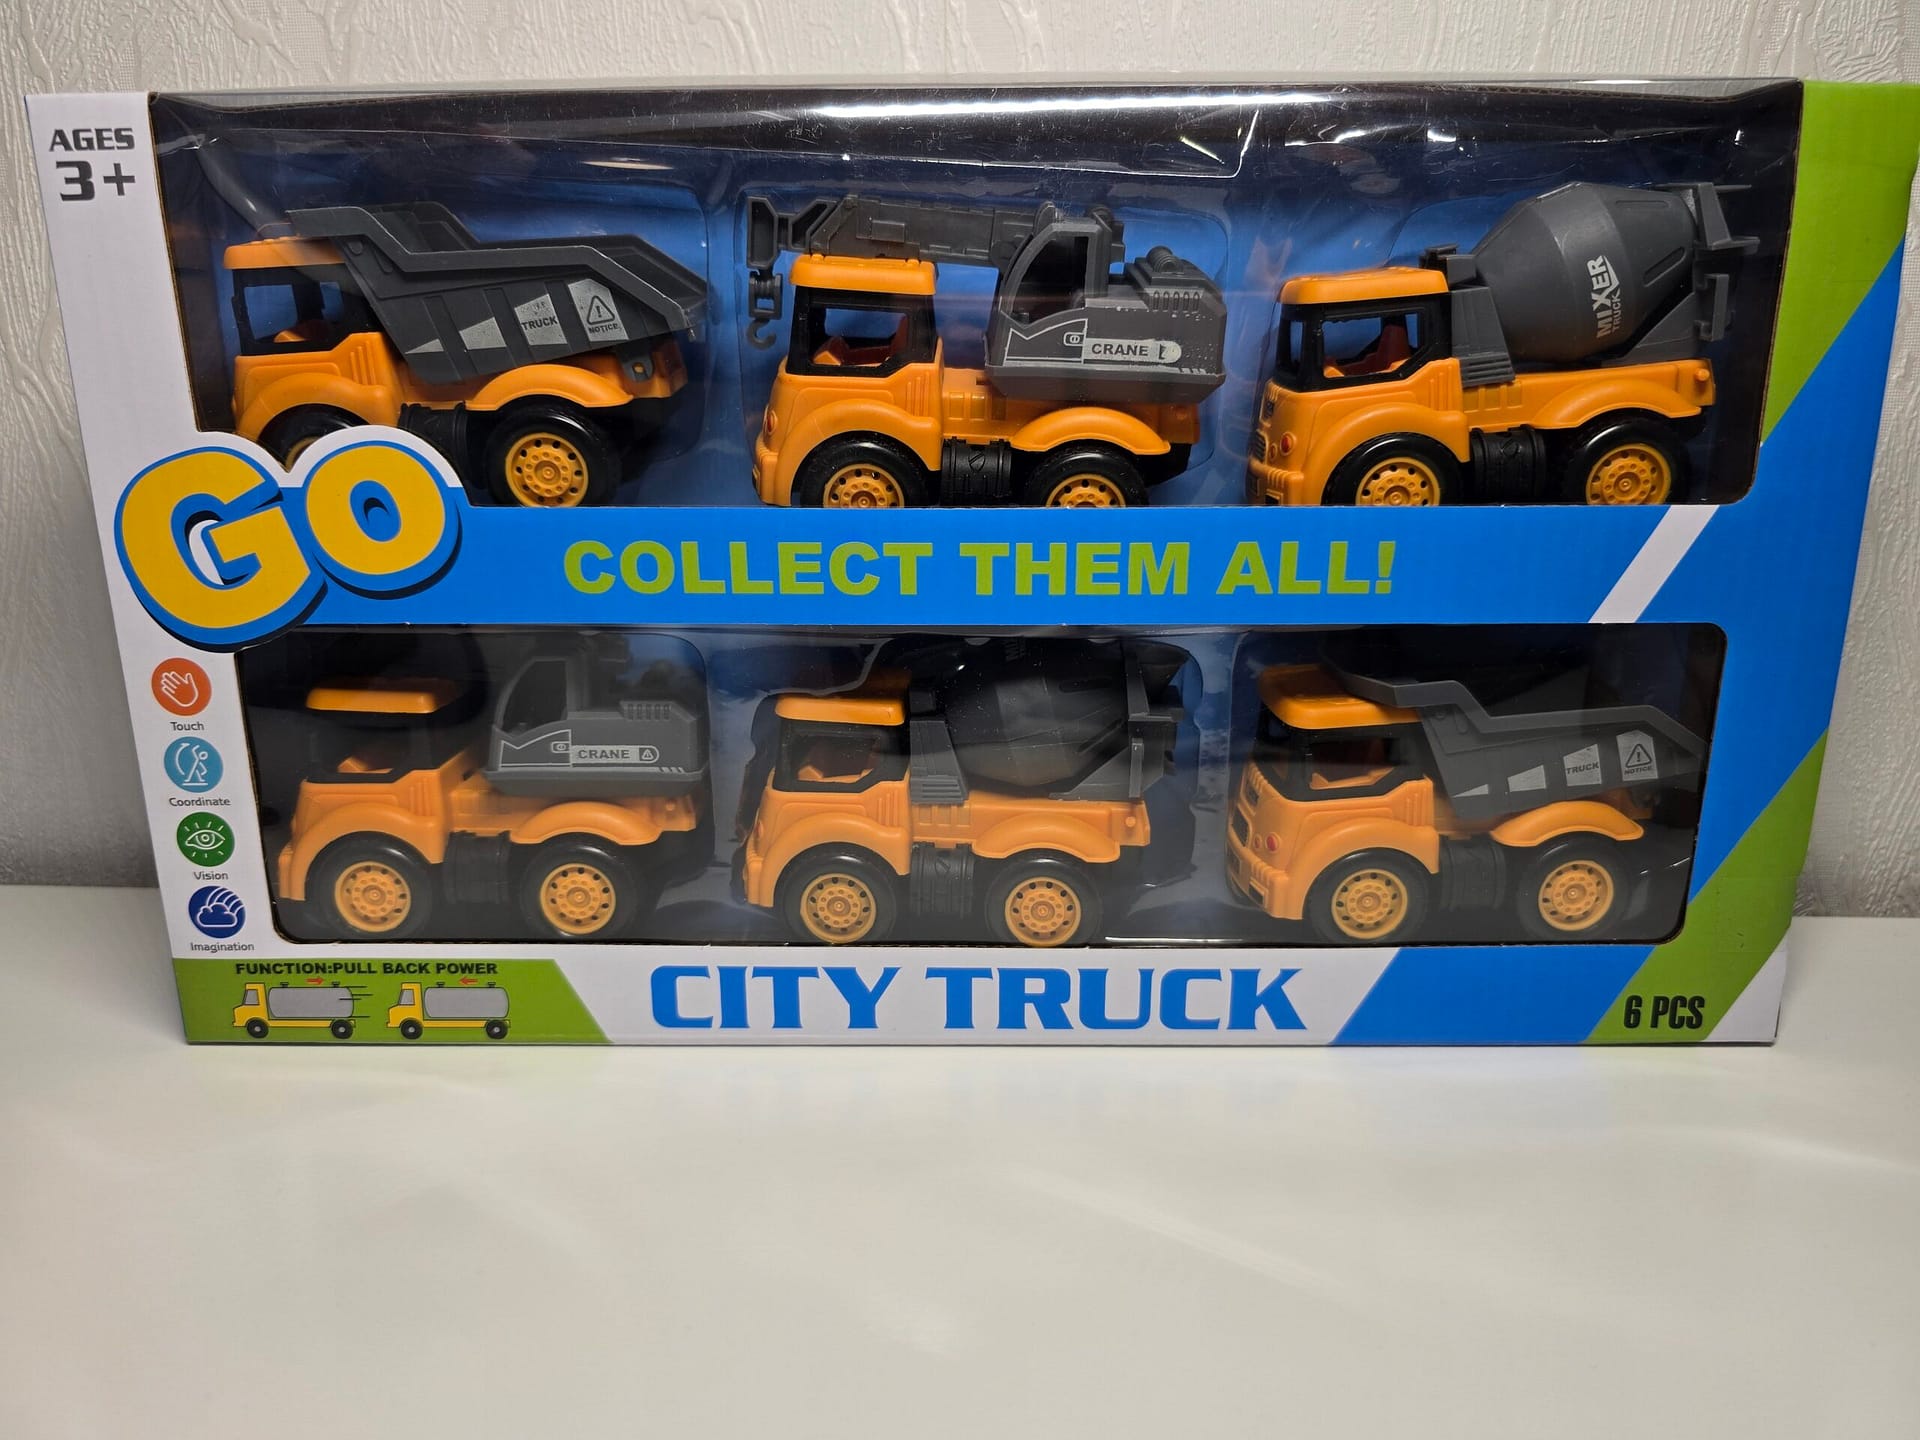 AGES
3+
TRUCK
NOTICE
CRANE
MIXER
TRUCK
GO
COLLECT THEM ALL!
Touch
Coordinate
Vision
Imagination
CRANE
TRUCK
NOTICE
FUNCTION:PULL BACK POWER
CITY TRUCK
6 PCS